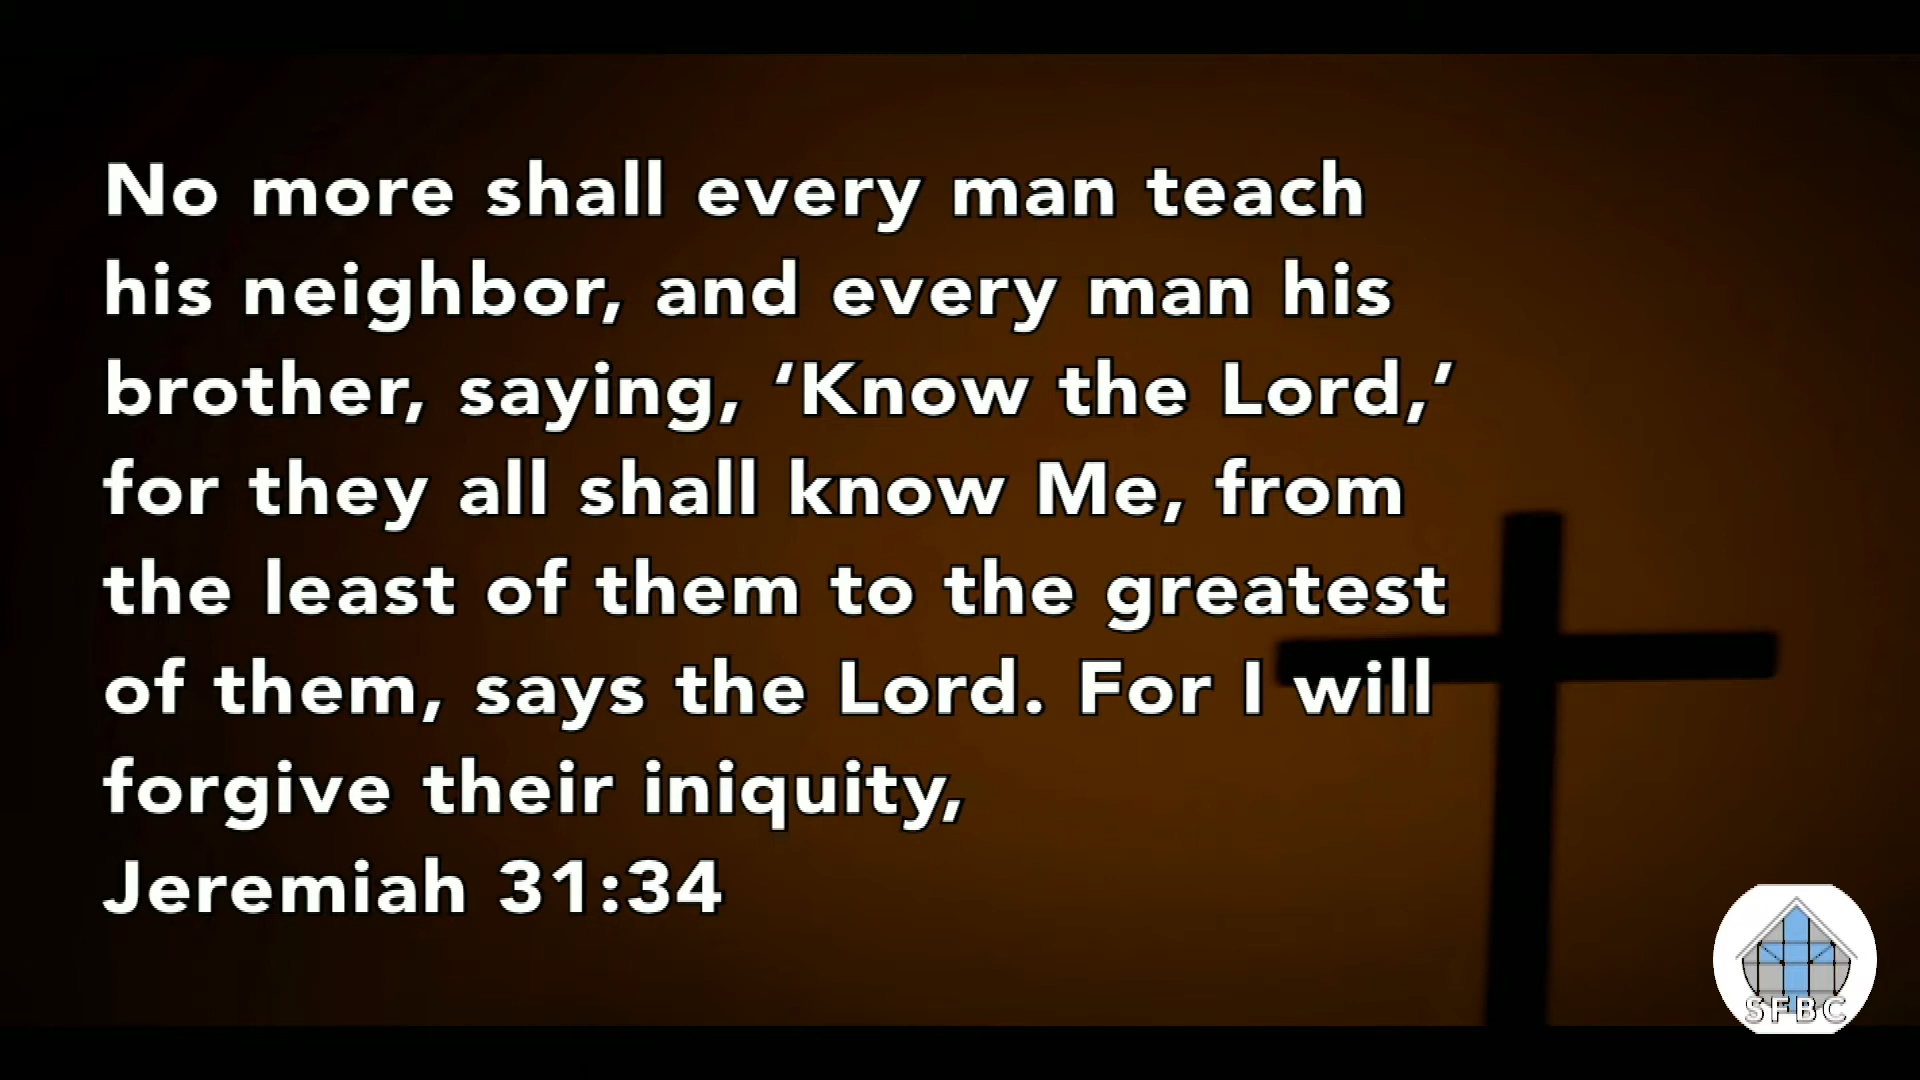 No more shall every man teach
his neighbor, and every man his
brother, saying, ‘Know the Lord,’
for they all shall know Me, from
the least of them to the greatest
of them, says the Lord. For I will
forgive their iniquity,
Jeremiah 31:34
SFBC